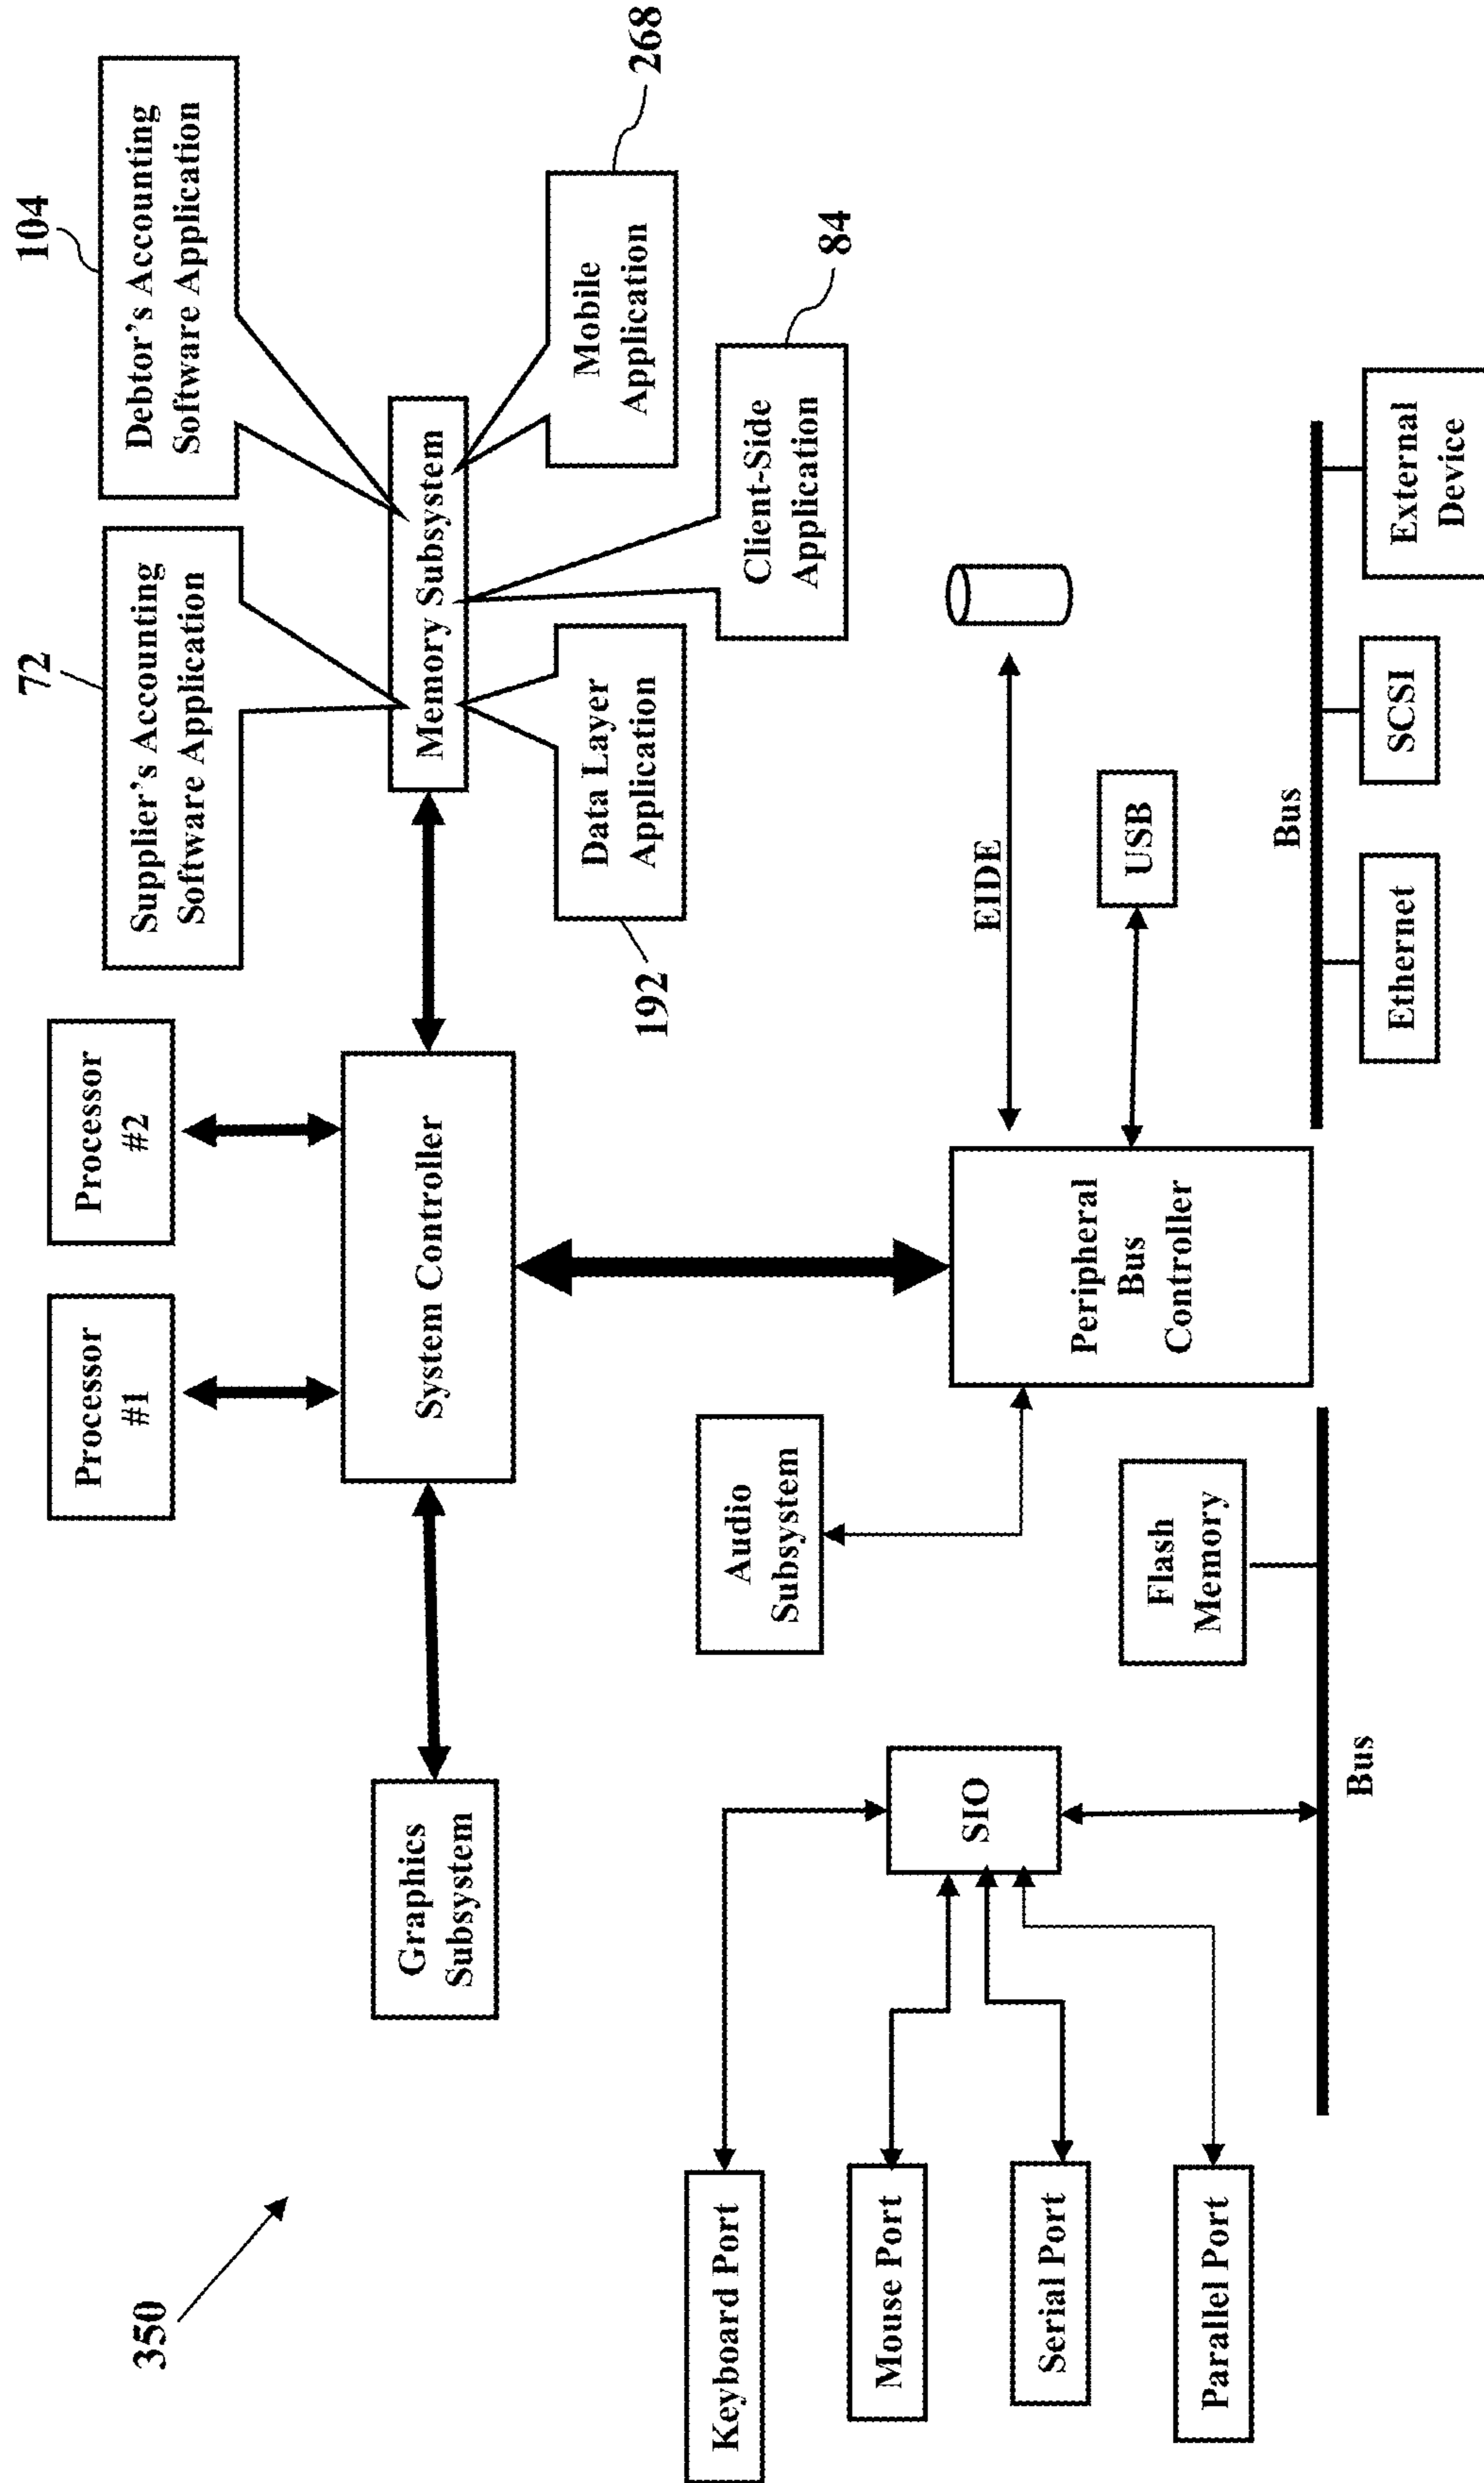 350
Processor
#1
Processor
#2
72
Supplier's Accounting
Software Application
104
Debtor's Accounting
Software Application
Graphics
Subsystem
System Controller
Memory Subsystem
192
Data Layer
Application
Mobile
Application
268
Client-Side
Application
84
Keyboard Port
Mouse Port
Serial Port
Parallel Port
SIO
Audio
Subsystem
Flash
Memory
Bus
Peripheral
Bus
Controller
EIDE
USB
Bus
Ethernet
SCSI
External
Device